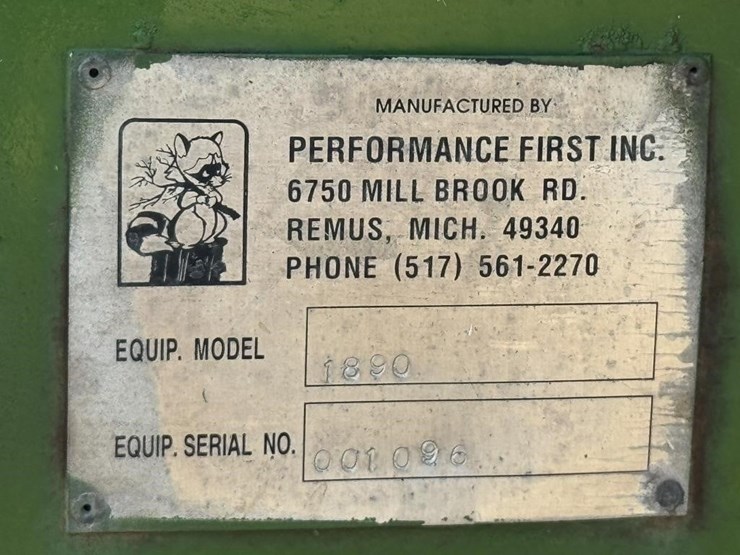 MANUFACTURED BY
PERFORMANCE FIRST INC.
6750 MILL BROOK RD.
REMUS, MICH. 49340
PHONE (517) 561-2270
EQUIP. MODEL 1890
EQUIP. SERIAL NO. 001096